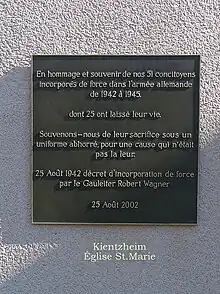 En hommage et souvenir de nos 51 concitoyens
incorporés de force dans l'armée allemande
de 1942 à 1945,
dont 25 ont laissé leur vie.
Souvenons-nous de leur sacrifice sous un
uniforme abhorré, pour une cause qui n'était
pas la leur.
25 Août 1942 décret d'incorporation de force
par le Gauleiter Robert Wagner
25 Août 2002
Kientzheim
Église St.Marie